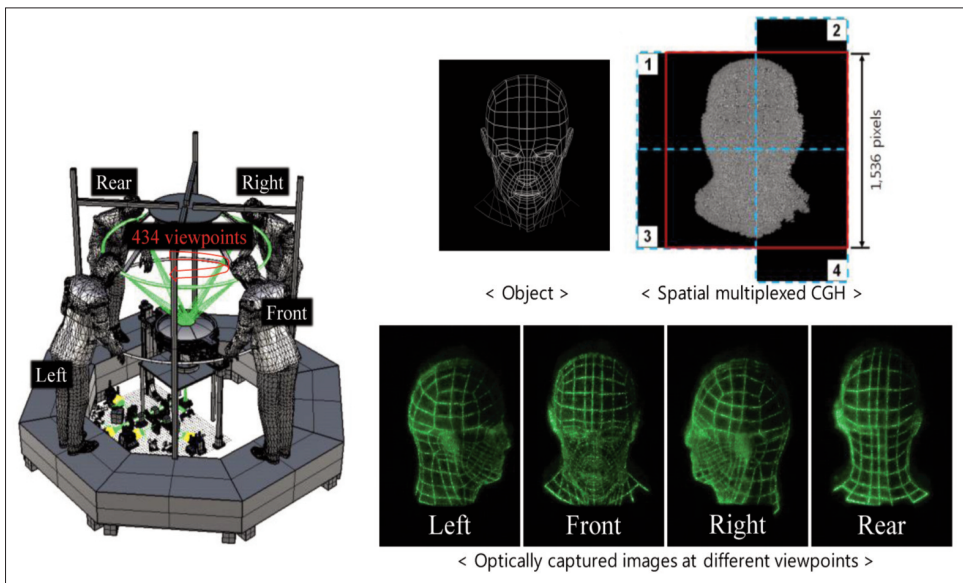 Rear
Right
434 viewpoints
Front
Left
1
2
3
4
1,536 pixels
< Object >
< Spatial multiplexed CGH >
Left
Front
Right
Rear
< Optically captured images at different viewpoints >